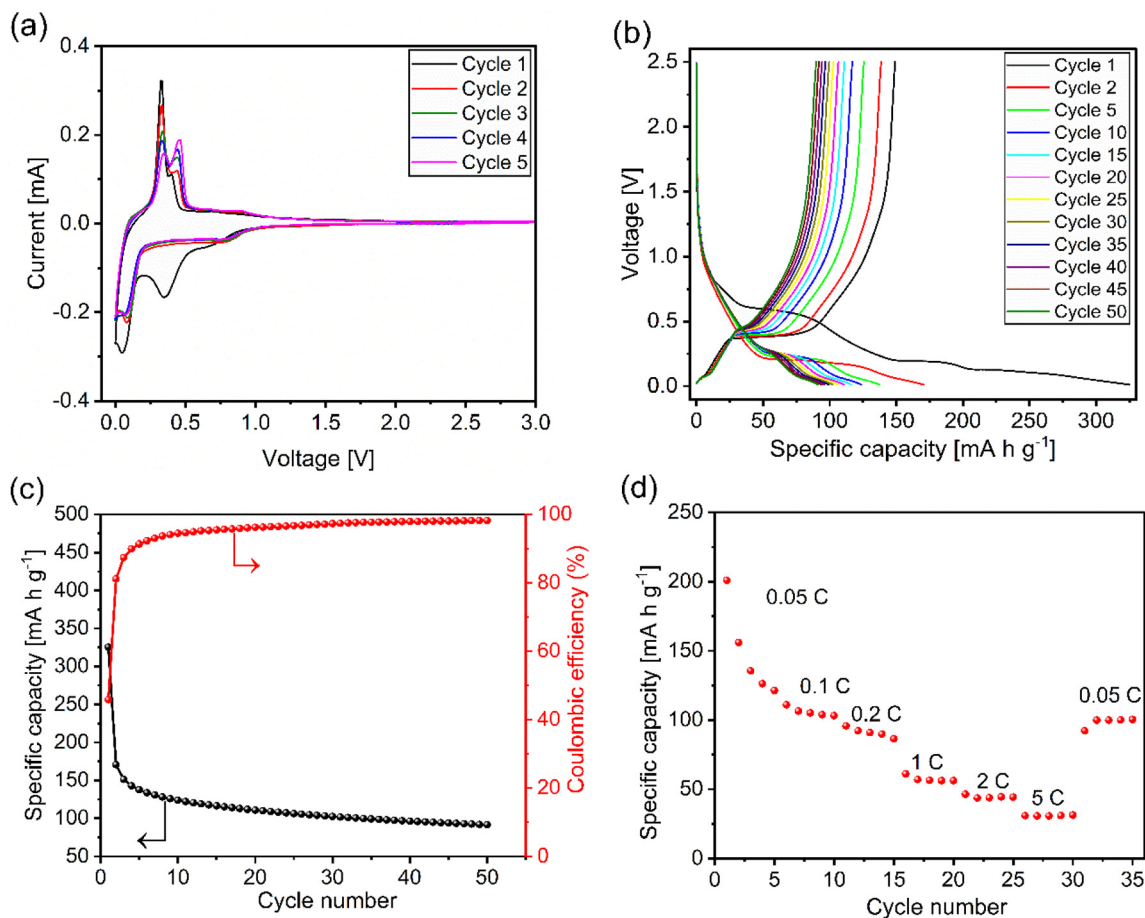 (a)
0.4
0.2
0.0
-0.2
-0.4
Current [mA]
0.0
0.5
1.0
1.5
2.0
2.5
3.0
Voltage [V]
Cycle 1
Cycle 2
Cycle 3
Cycle 4
Cycle 5
(b)
2.5
2.0
1.5
1.0
0.5
0.0
Voltage [V]
0
50
100
150
200
250
300
Specific capacity [mA h g⁻¹]
Cycle 1
Cycle 2
Cycle 5
Cycle 10
Cycle 15
Cycle 20
Cycle 25
Cycle 30
Cycle 35
Cycle 40
Cycle 45
Cycle 50
(c)
500
450
400
350
300
250
200
150
100
50
Specific capacity [mA h g⁻¹]
0
10
20
30
40
50
Cycle number
100
80
60
40
20
0
Coulombic efficiency (%)
(d)
250
200
150
100
50
0
Specific capacity [mA h g⁻¹]
0.05 C
0.1 C
0.2 C
1 C
2 C
5 C
0.05 C
0
5
10
15
20
25
30
35
Cycle number